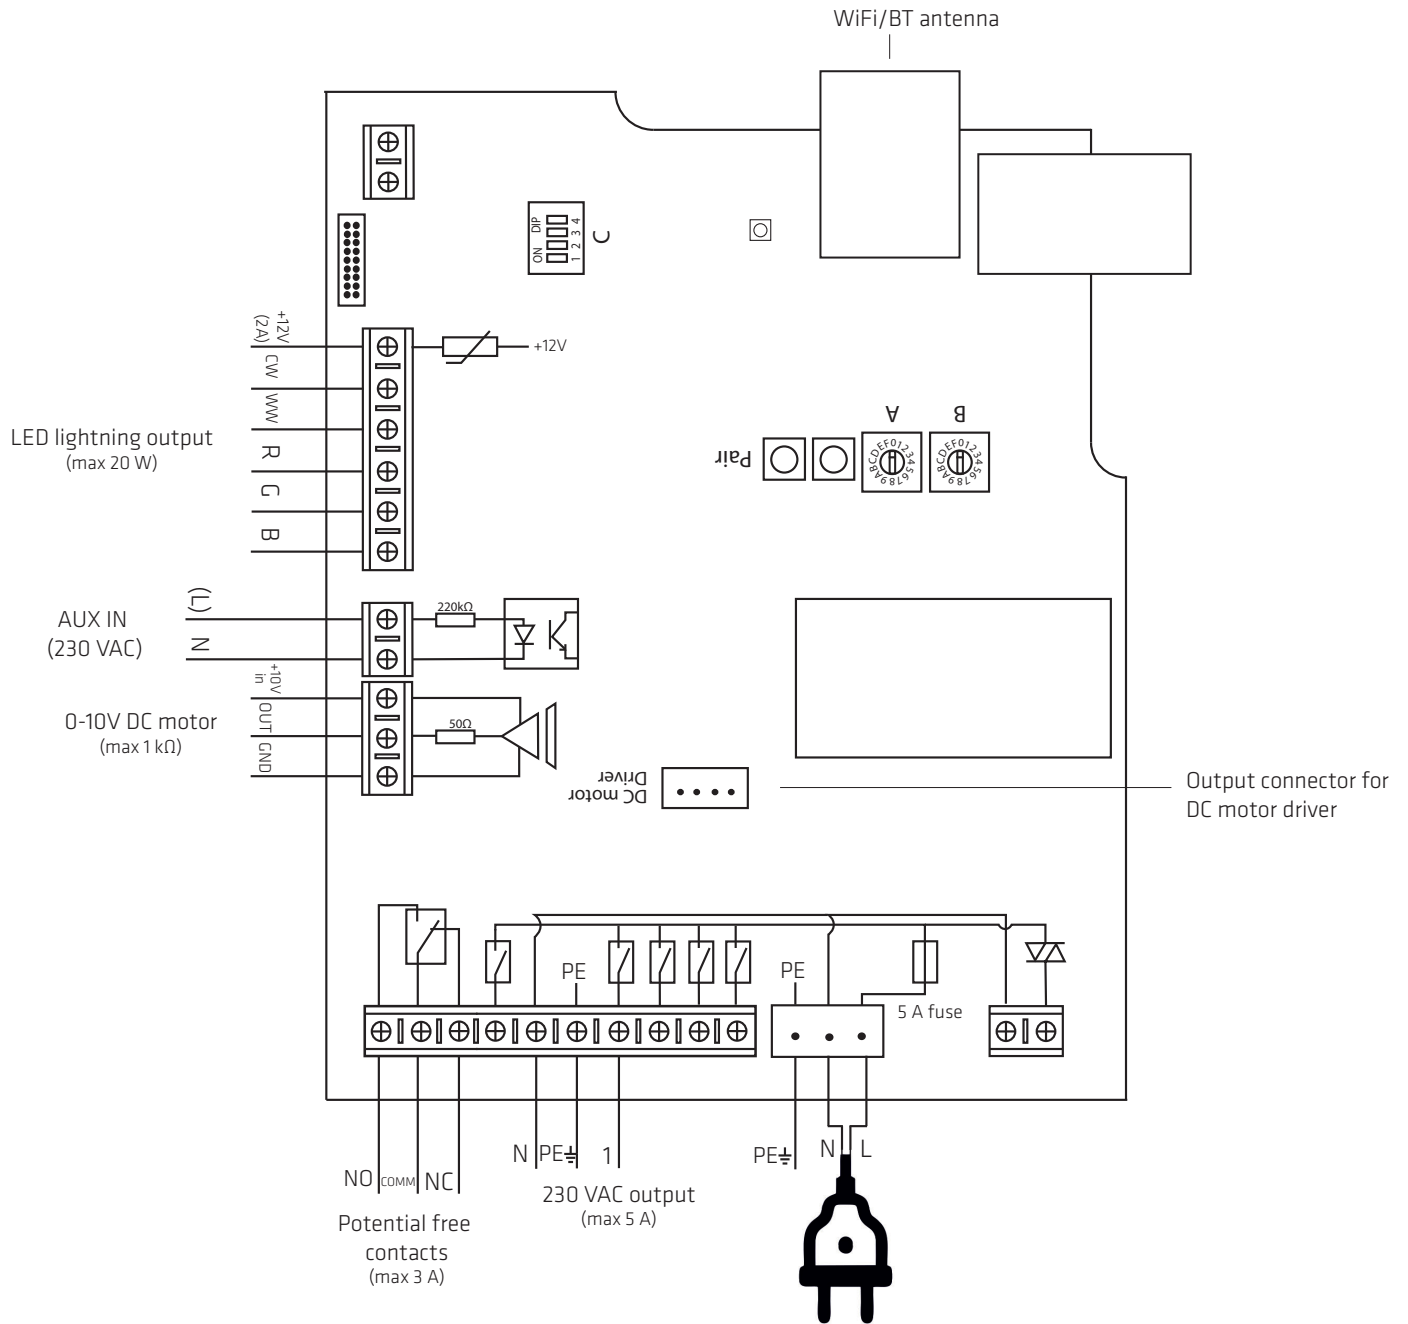 WiFi/BT antenna
ON DIP
1 2 3 4
C
+12V
(2A)
+12V
CW
WW
R
G
B
LED lightning output
(max 20 W)
A
B
Pair
0123456789ABCDEF
0123456789ABCDEF
(L)
N
AUX IN
(230 VAC)
220kΩ
+10V
in
OUT
GND
0-10V DC motor
(max 1 kΩ)
50Ω
DC motor
Driver
Output connector for
DC motor driver
PE
PE
5 A fuse
NO
COMM
NC
N
PE
1
PE
N
L
230 VAC output
(max 5 A)
Potential free
contacts
(max 3 A)